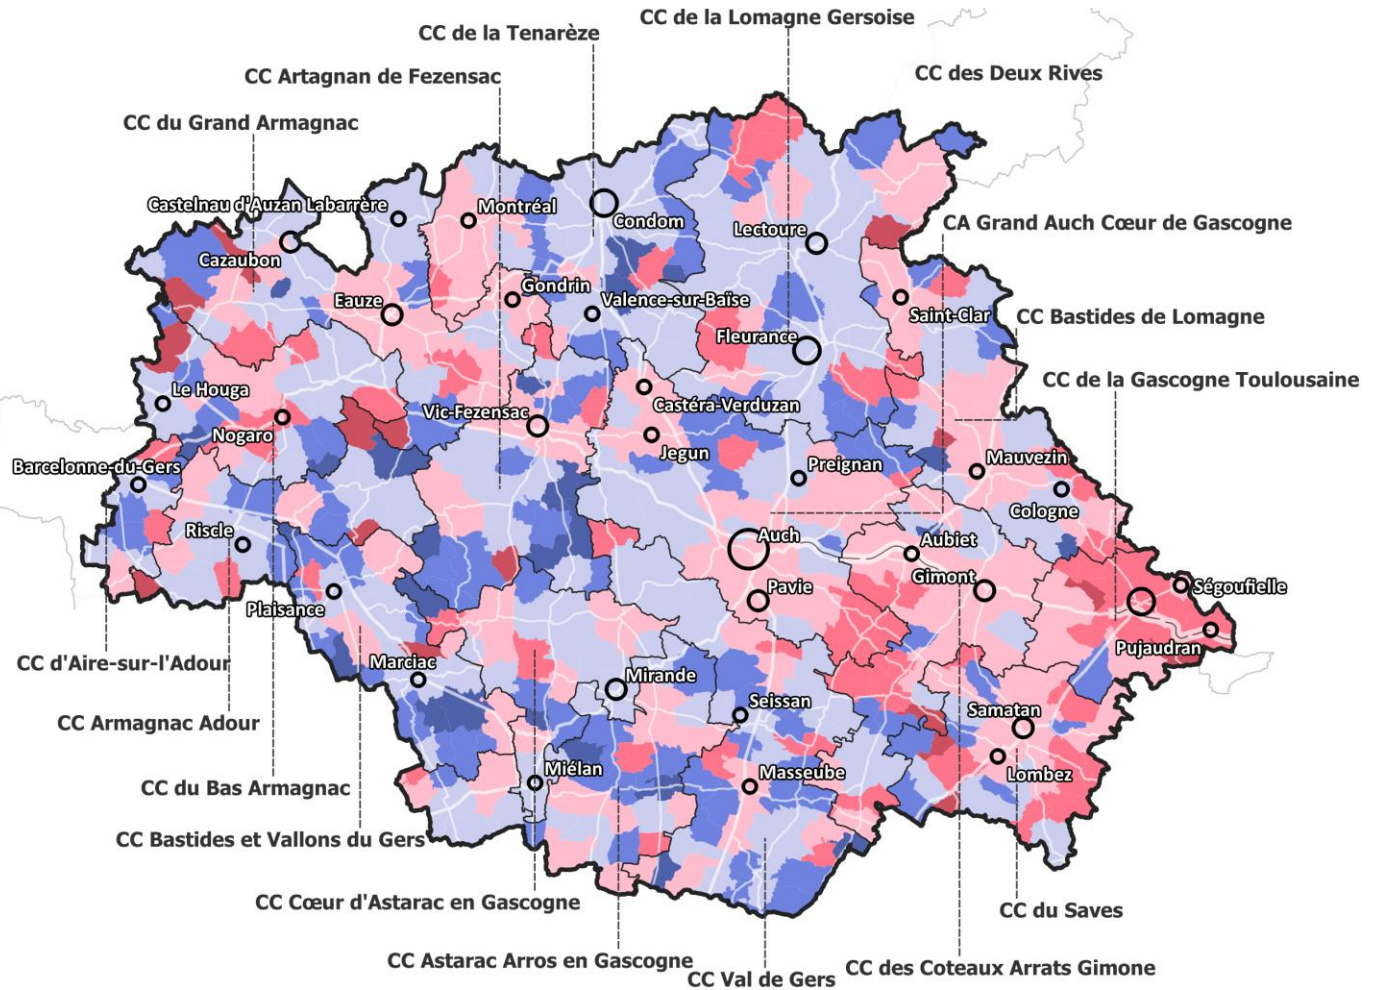 CC de la Lomagne Gersoise
CC de la Tenarèze
CC Artagnan de Fezensac
CC des Deux Rives
CC du Grand Armagnac
Castelnau d'Auzan Labarrère
Montréal
Condom
Lectoure
CA Grand Auch Cœur de Gascogne
Cazaubon
Gondrin
Eauze
Valence-sur-Baïse
Saint-Clar
CC Bastides de Lomagne
Fleurance
CC de la Gascogne Toulousaine
Le Houga
Castéra-Verduzan
Vic-Fezensac
Nogaro
Jegun
Mauvezin
Barcelonne-du-Gers
Preignan
Cologne
Riscle
Auch
Aubiet
Gimont
Pavie
Ségoufielle
Plaisance
Pujaudran
CC d'Aire-sur-l'Adour
Marciac
Mirande
Seissan
Samatan
CC Armagnac Adour
Miélan
Masseube
Lombez
CC du Bas Armagnac
CC Bastides et Vallons du Gers
CC Cœur d'Astarac en Gascogne
CC du Saves
CC Astarac Arros en Gascogne
CC des Coteaux Arrats Gimone
CC Val de Gers